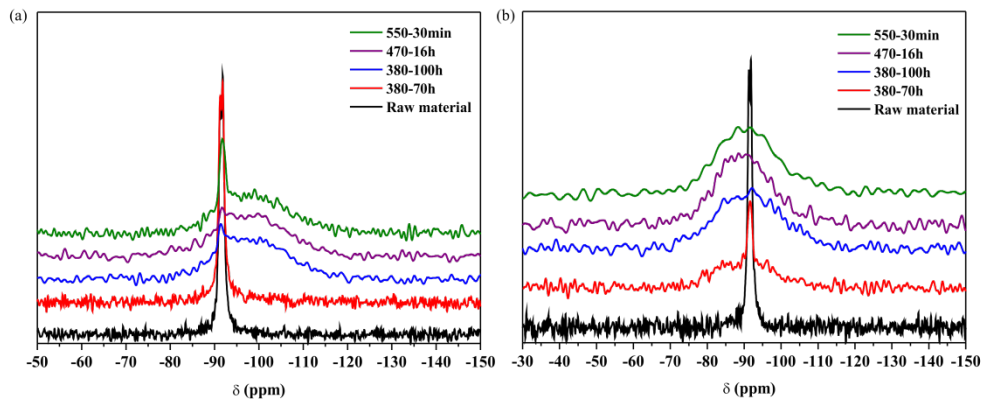 (a)
550-30min
470-16h
380-100h
380-70h
Raw material
-50 -60 -70 -80 -90 -100 -110 -120 -130 -140 -150
δ (ppm)
(b)
550-30min
470-16h
380-100h
380-70h
Raw material
-30 -40 -50 -60 -70 -80 -90 -100 -110 -120 -130 -140 150
δ (ppm)